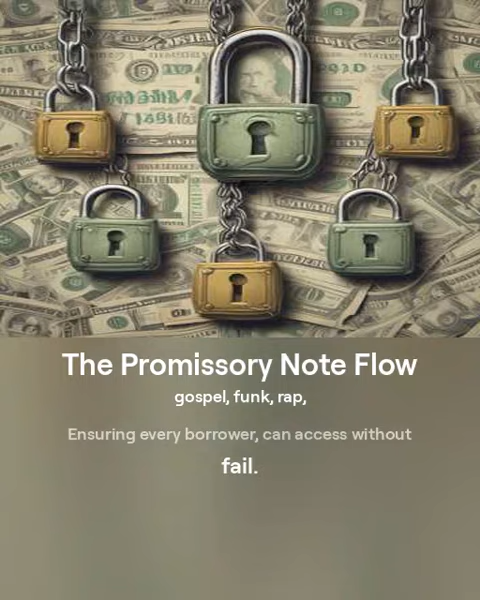 The Promissory Note Flow
gospel, funk, rap,
Ensuring every borrower, can access without
fail.